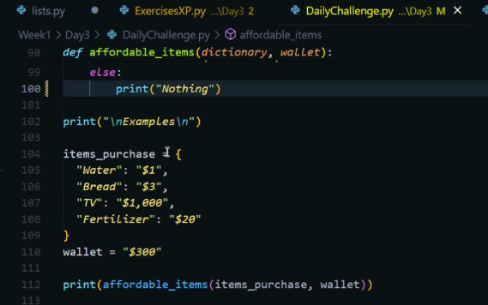 lists.py ExercisesXP.py ...\Day3 2 DailyChallenge.py ...\Day3 M
Week1 > Day3 > DailyChallenge.py > affordable_items
90 def affordable_items(dictionary, wallet):
99 else:
100 print("Nothing")
101
102 print("\nExamples\n")
103
104 items_purchase = {
105 "Water": "$1",
106 "Bread": "$3",
107 "TV": "$1,000",
108 "Fertilizer": "$20"
109 }
110 wallet = "$300"
111
112 print(affordable_items(items_purchase, wallet))
113